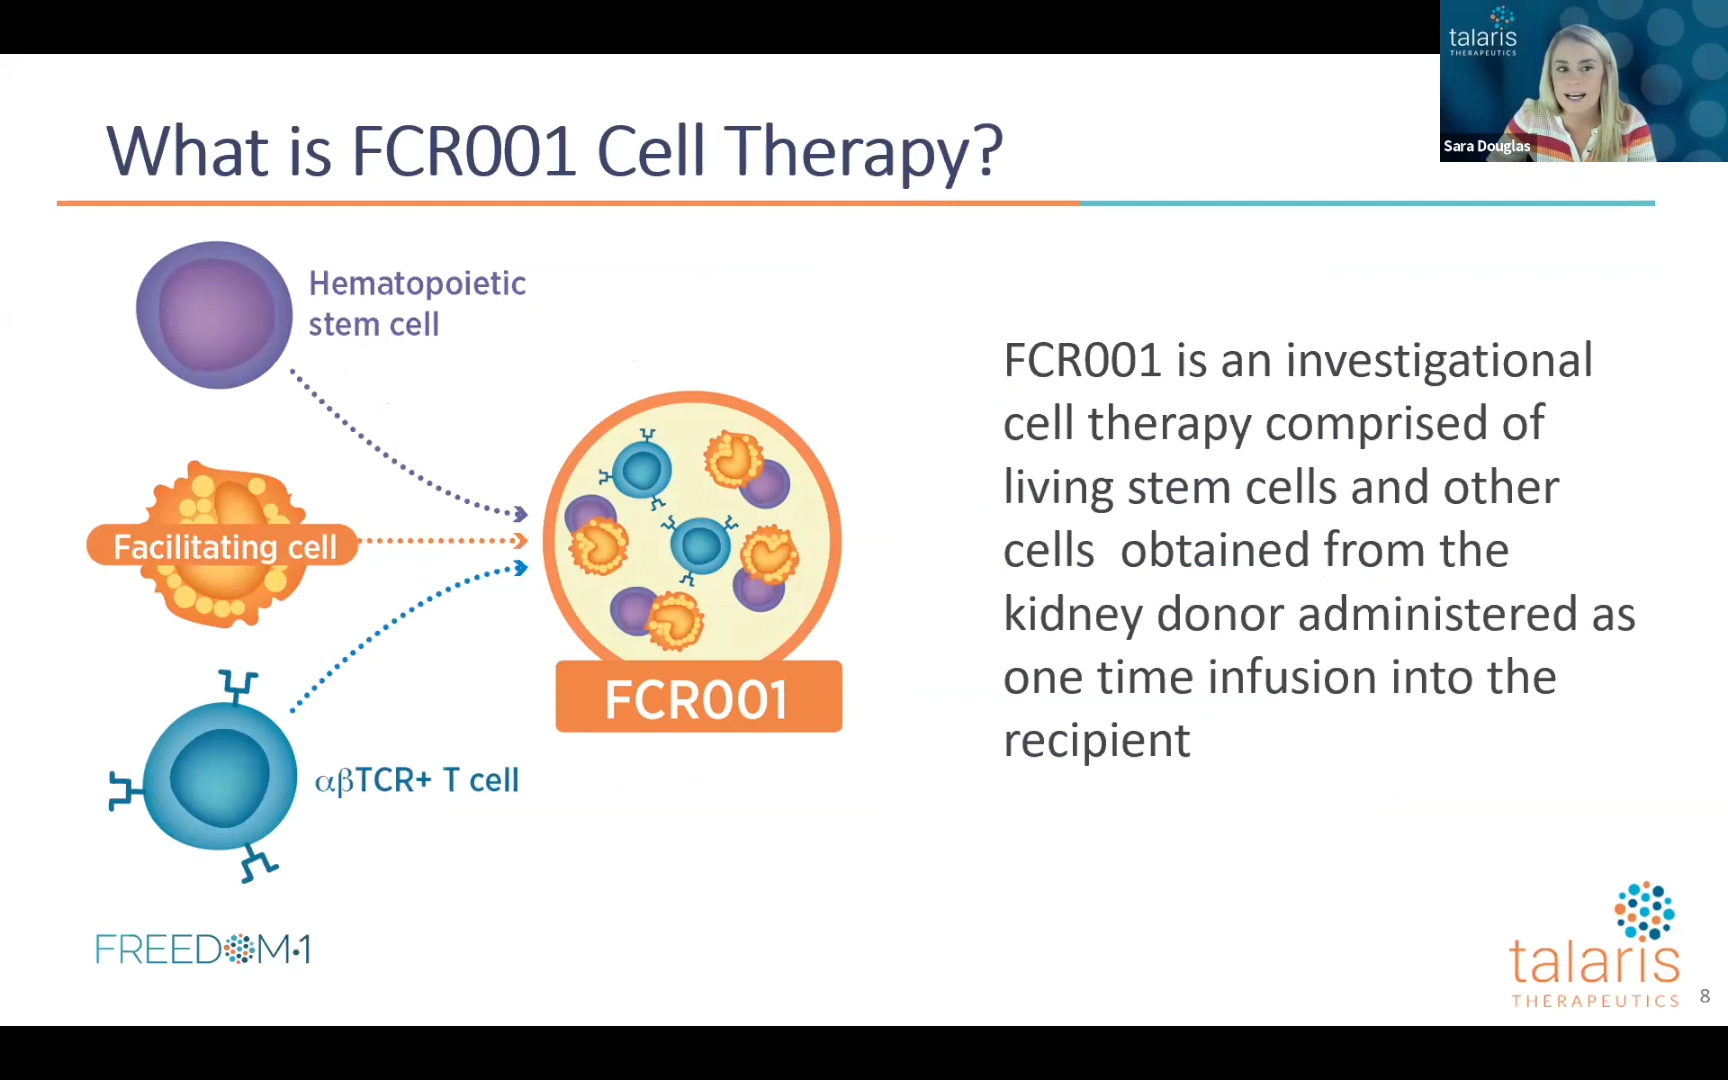 talaris
THERAPEUTICS
Sara Douglas
What is FCR001 Cell Therapy?
Hematopoietic
stem cell
Facilitating cell
αβTCR+ T cell
FCR001
FCR001 is an investigational
cell therapy comprised of
living stem cells and other
cells  obtained from the
kidney donor administered as
one time infusion into the
recipient
FREEDOM·1
talaris
THERAPEUTICS
8